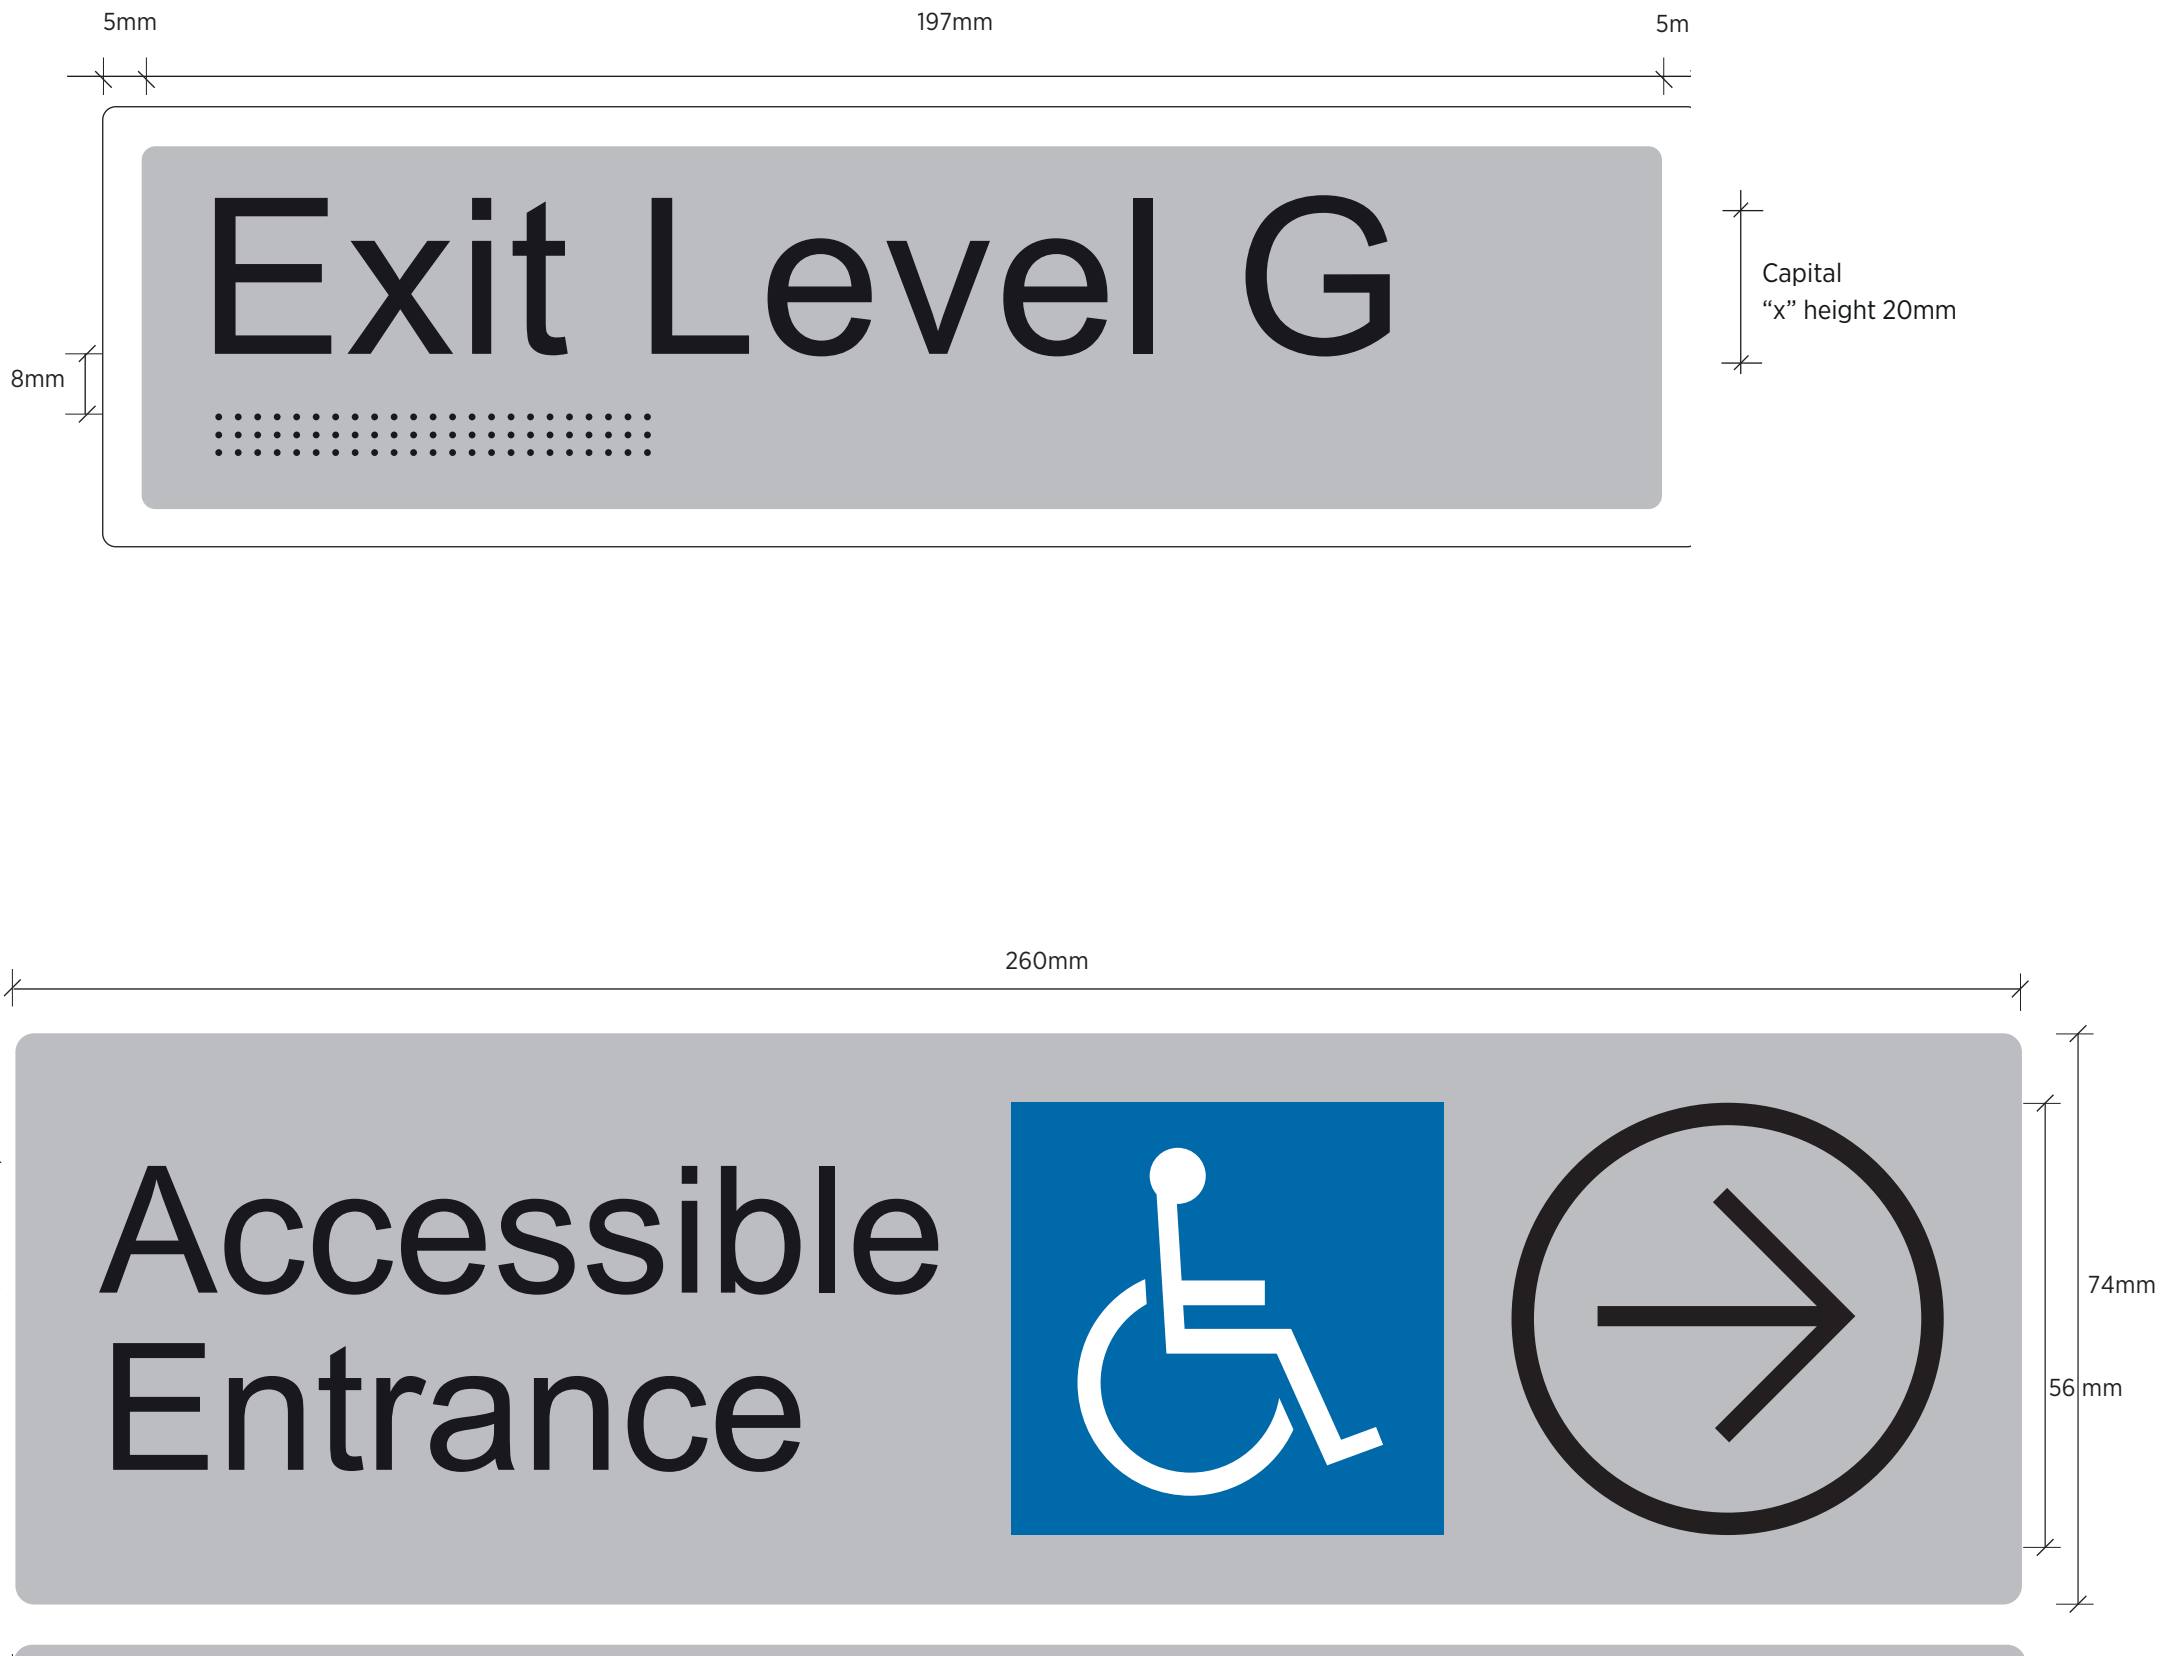 5mm 197mm 5m
Exit Level G
Capital
“x” height 20mm
8mm
260mm
Accessible
Entrance
74mm
56 mm